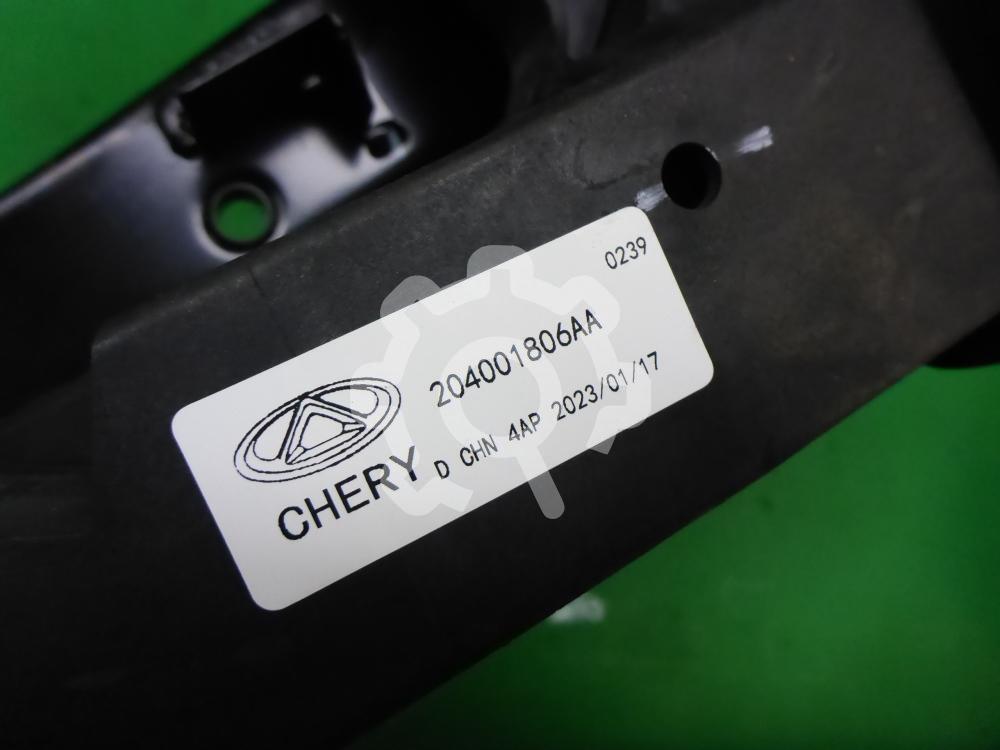 0239
204001806AA
D CHN 4AP 2023/01/17
CHERY